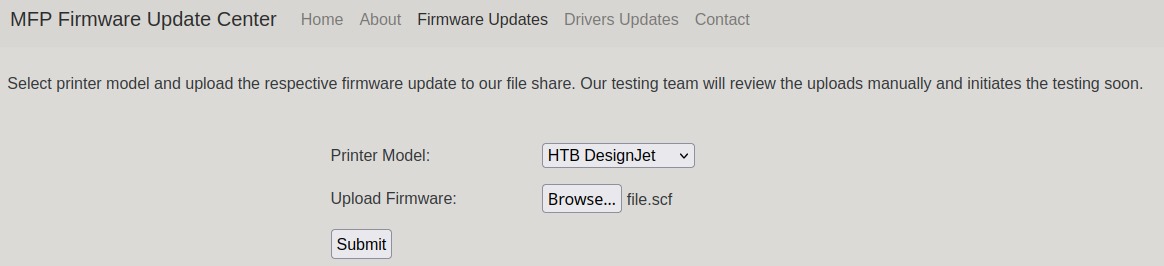 MFP Firmware Update Center Home About Firmware Updates Drivers Updates Contact
Select printer model and upload the respective firmware update to our file share. Our testing team will review the uploads manually and initiates the testing soon.
Printer Model: HTB DesignJet
Upload Firmware: Browse... file.scf
Submit